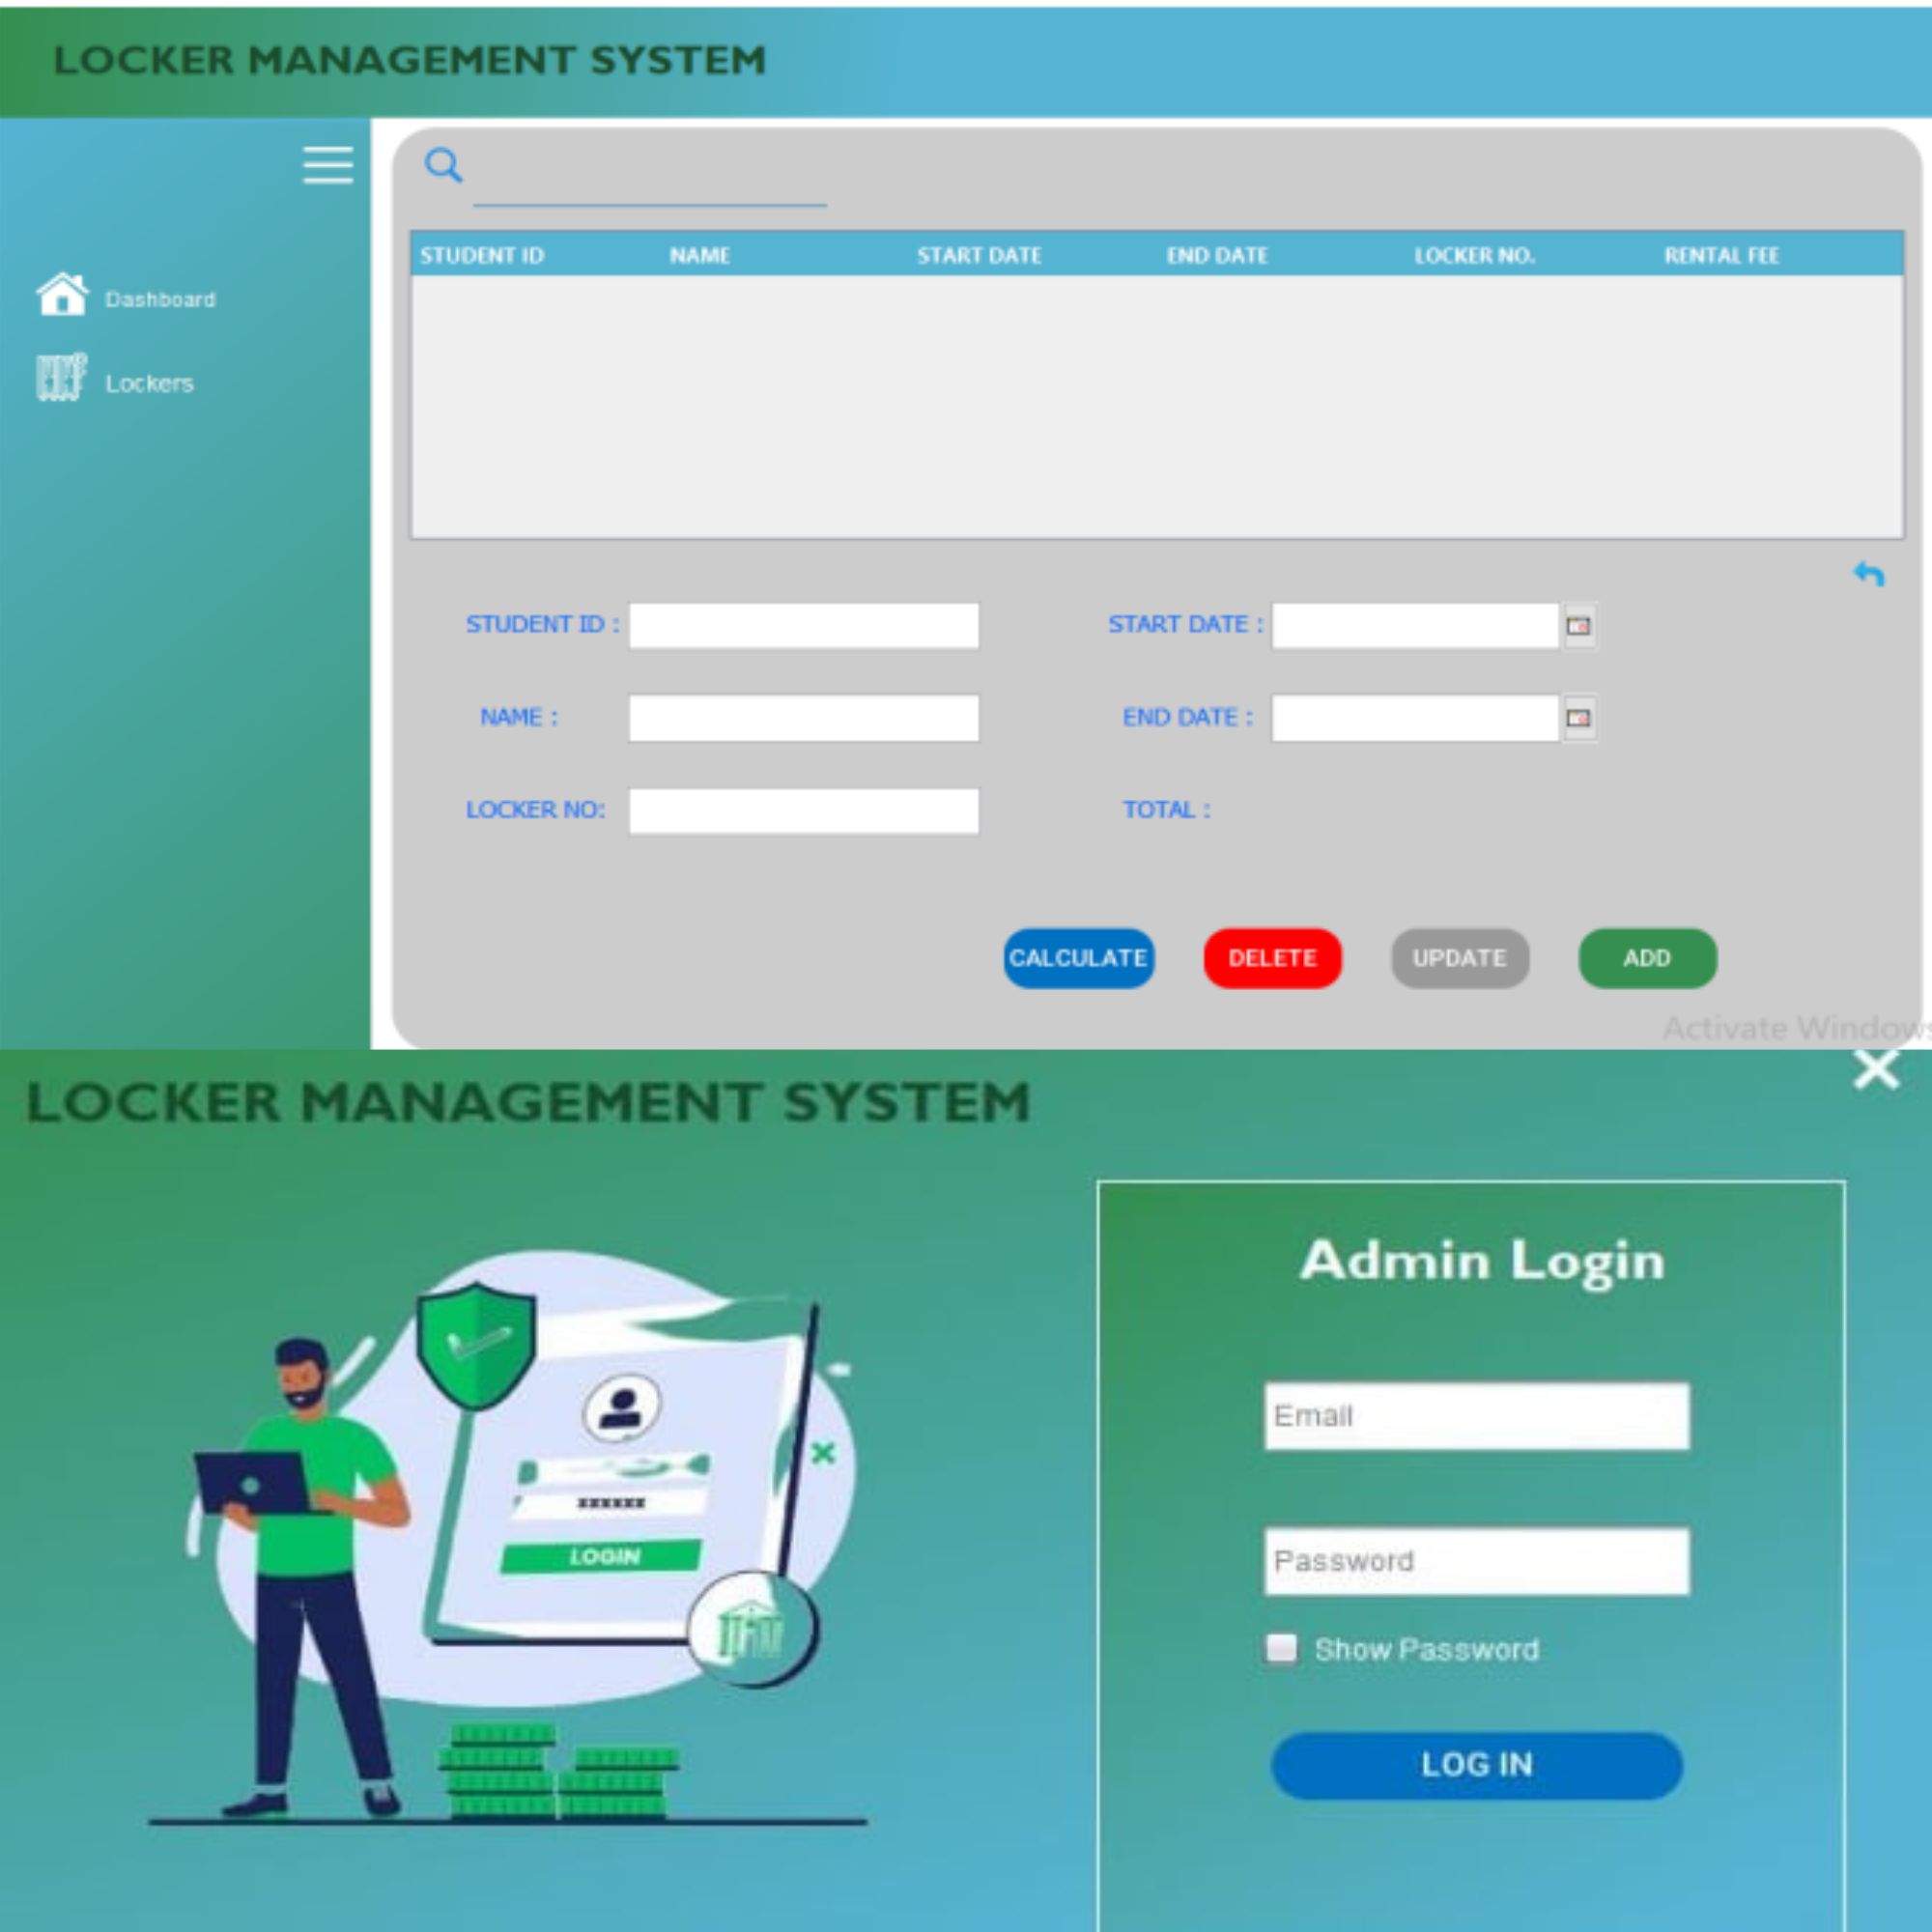 LOCKER MANAGEMENT SYSTEM
Dashboard
Lockers
STUDENT ID NAME START DATE END DATE LOCKER NO. RENTAL FEE
STUDENT ID : START DATE :
NAME : END DATE :
LOCKER NO: TOTAL :
CALCULATE DELETE UPDATE ADD
Activate Windows
LOCKER MANAGEMENT SYSTEM
Admin Login
Email
Password
Show Password
LOG IN
xxxxxx
LOGIN